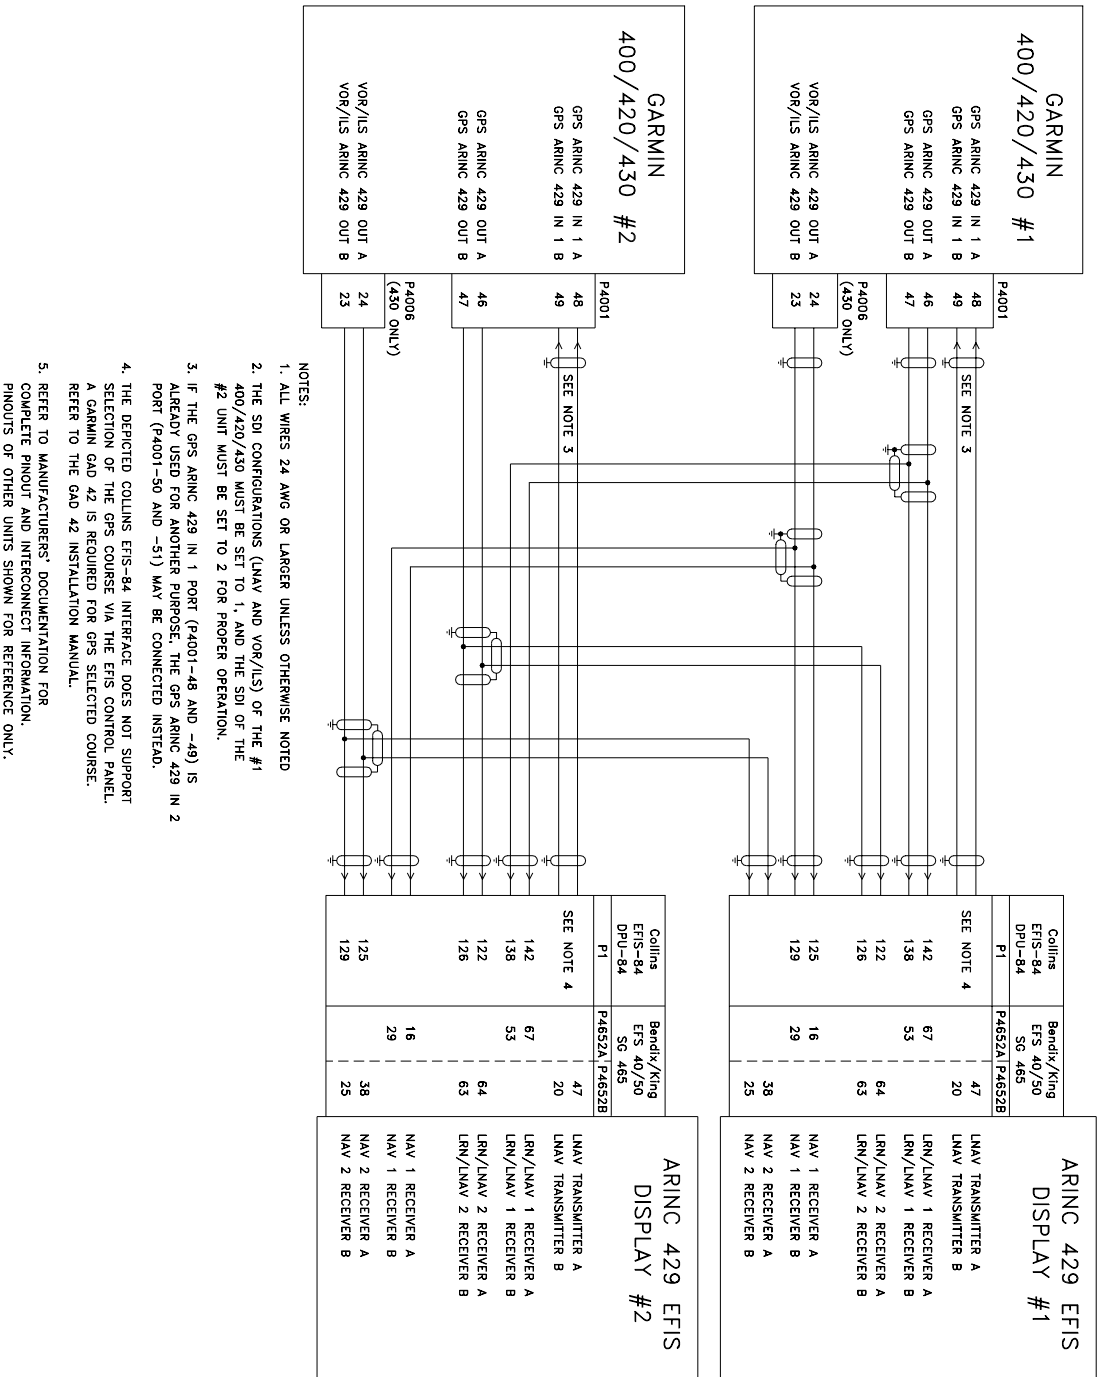 GARMIN
400/420/430 #1
GPS ARINC 429 IN 1 A
GPS ARINC 429 IN 1 B
GPS ARINC 429 OUT A
GPS ARINC 429 OUT B
VOR/ILS ARINC 429 OUT A
VOR/ILS ARINC 429 OUT B
P4001
48
49
46
47
P4006
(430 ONLY)
24
23
SEE NOTE 3
Collins
EFIS-84
DPU-84
P1
SEE NOTE 4
142
138
122
126
125
129
Bendix/King
EFS 40/50
SG 465
P4652A
P4652B
67
53
16
29
47
20
64
63
38
25
ARINC 429 EFIS
DISPLAY #1
LNAV TRANSMITTER A
LNAV TRANSMITTER B
LRN/LNAV 1 RECEIVER A
LRN/LNAV 1 RECEIVER B
LRN/LNAV 2 RECEIVER A
LRN/LNAV 2 RECEIVER B
NAV 1 RECEIVER A
NAV 1 RECEIVER B
NAV 2 RECEIVER A
NAV 2 RECEIVER B
GARMIN
400/420/430 #2
GPS ARINC 429 IN 1 A
GPS ARINC 429 IN 1 B
GPS ARINC 429 OUT A
GPS ARINC 429 OUT B
VOR/ILS ARINC 429 OUT A
VOR/ILS ARINC 429 OUT B
P4001
48
49
46
47
P4006
(430 ONLY)
24
23
SEE NOTE 3
Collins
EFIS-84
DPU-84
P1
SEE NOTE 4
142
138
122
126
125
129
Bendix/King
EFS 40/50
SG 465
P4652A
P4652B
67
53
16
29
47
20
64
63
38
25
ARINC 429 EFIS
DISPLAY #2
LNAV TRANSMITTER A
LNAV TRANSMITTER B
LRN/LNAV 1 RECEIVER A
LRN/LNAV 1 RECEIVER B
LRN/LNAV 2 RECEIVER A
LRN/LNAV 2 RECEIVER B
NAV 1 RECEIVER A
NAV 1 RECEIVER B
NAV 2 RECEIVER A
NAV 2 RECEIVER B
NOTES:
1. ALL WIRES 24 AWG OR LARGER UNLESS OTHERWISE NOTED
2. THE SDI CONFIGURATIONS (LNAV AND VOR/ILS) OF THE #1
400/420/430 MUST BE SET TO 1, AND THE SDI OF THE
#2 UNIT MUST BE SET TO 2 FOR PROPER OPERATION.
3. IF THE GPS ARINC 429 IN 1 PORT (P4001-48 AND -49) IS
ALREADY USED FOR ANOTHER PURPOSE, THE GPS ARINC 429 IN 2
PORT (P4001-50 AND -51) MAY BE CONNECTED INSTEAD.
4. THE DEPICTED COLLINS EFIS-84 INTERFACE DOES NOT SUPPORT
SELECTION OF THE GPS COURSE VIA THE EFIS CONTROL PANEL.
A GARMIN GAD 42 IS REQUIRED FOR GPS SELECTED COURSE.
REFER TO THE GAD 42 INSTALLATION MANUAL.
5. REFER TO MANUFACTURERS' DOCUMENTATION FOR
COMPLETE PINOUT AND INTERCONNECT INFORMATION.
PINOUTS OF OTHER UNITS SHOWN FOR REFERENCE ONLY.